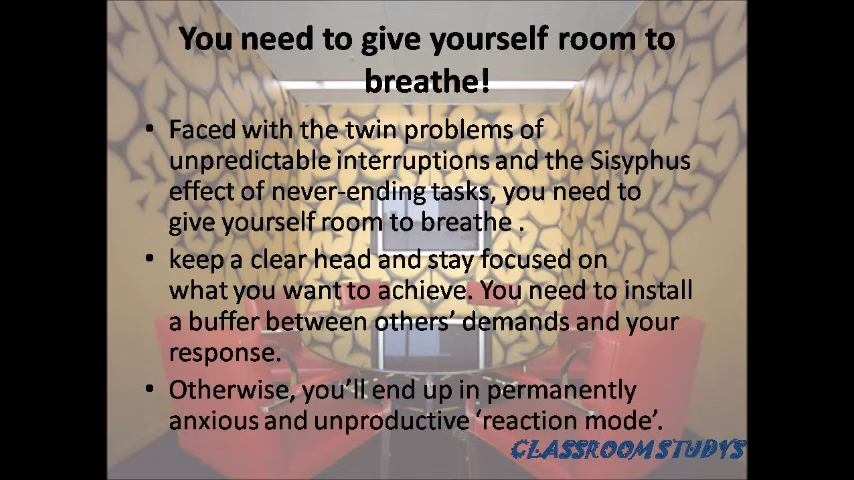 You need to give yourself room to
breathe!
• Faced with the twin problems of
unpredictable interruptions and the Sisyphus
effect of never-ending tasks, you need to
give yourself room to breathe .
• keep a clear head and stay focused on
what you want to achieve. You need to install
a buffer between others’ demands and your
response.
• Otherwise, you’ll end up in permanently
anxious and unproductive ‘reaction mode’.
CLASSROOM STUDYS